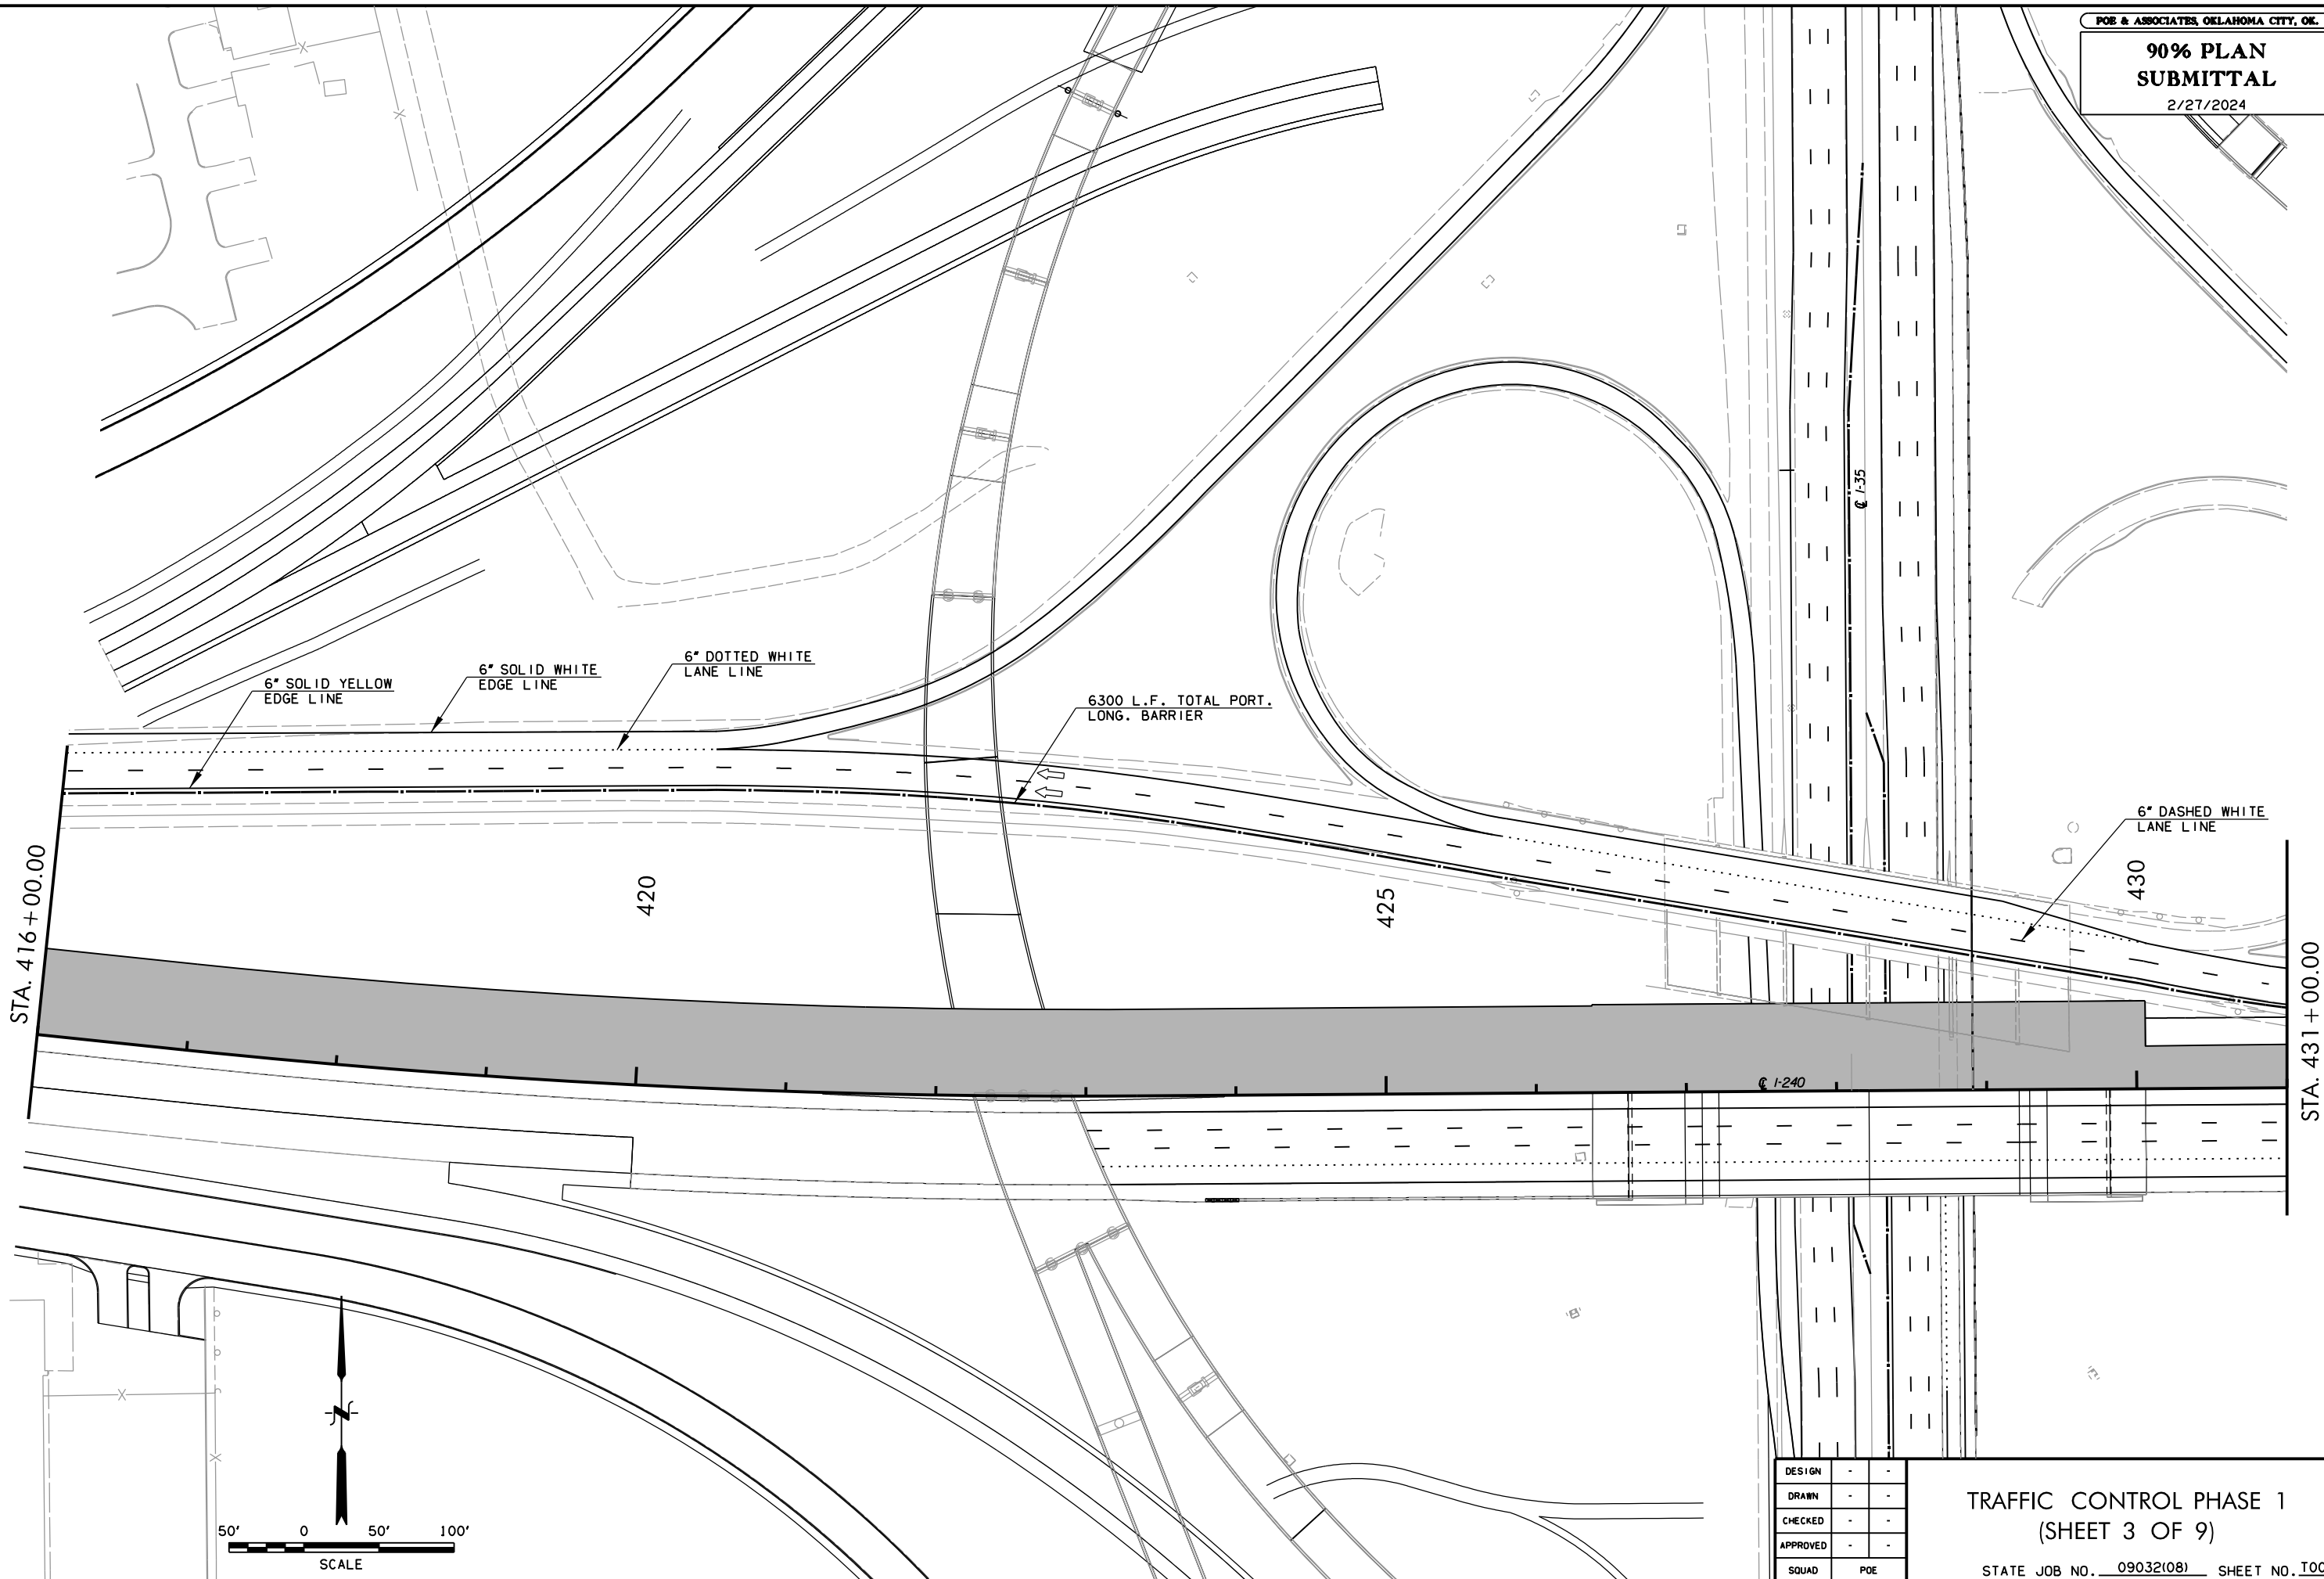 POE & ASSOCIATES, OKLAHOMA CITY, OK.
90% PLAN
SUBMITTAL
2/27/2024
℄ I-35
6" SOLID YELLOW
EDGE LINE
6" SOLID WHITE
EDGE LINE
6" DOTTED WHITE
LANE LINE
6300 L.F. TOTAL PORT.
LONG. BARRIER
6" DASHED WHITE
LANE LINE
STA. 416+00.00
420
425
430
STA. 431+00.00
℄ I-240
N
50' 0 50' 100'
SCALE
DESIGN - -
DRAWN - -
CHECKED - -
APPROVED - -
SQUAD POE
TRAFFIC CONTROL PHASE 1
(SHEET 3 OF 9)
STATE JOB NO. 09032(08) SHEET NO.